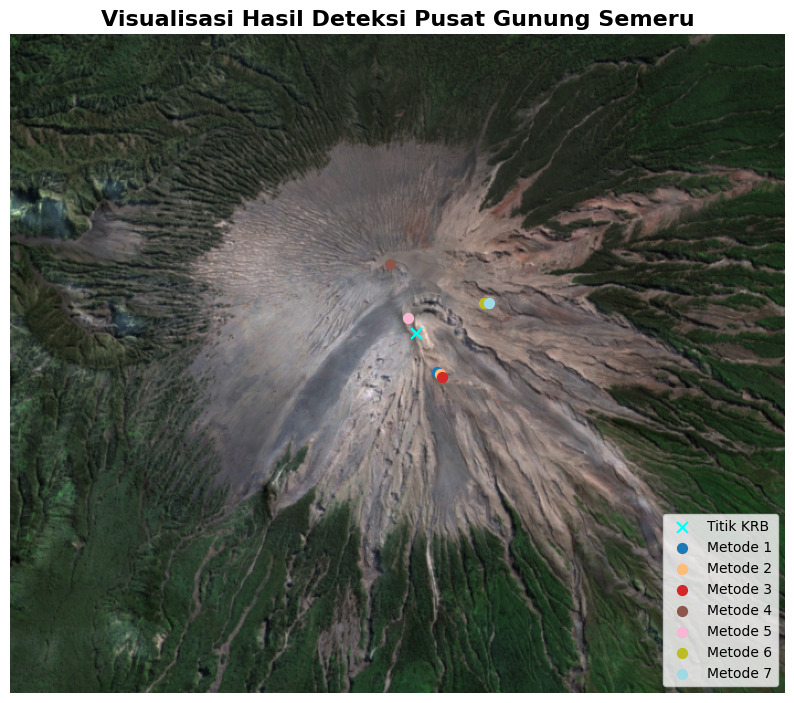 Visualisasi Hasil Deteksi Pusat Gunung Semeru
Titik KRB
Metode 1
Metode 2
Metode 3
Metode 4
Metode 5
Metode 6
Metode 7